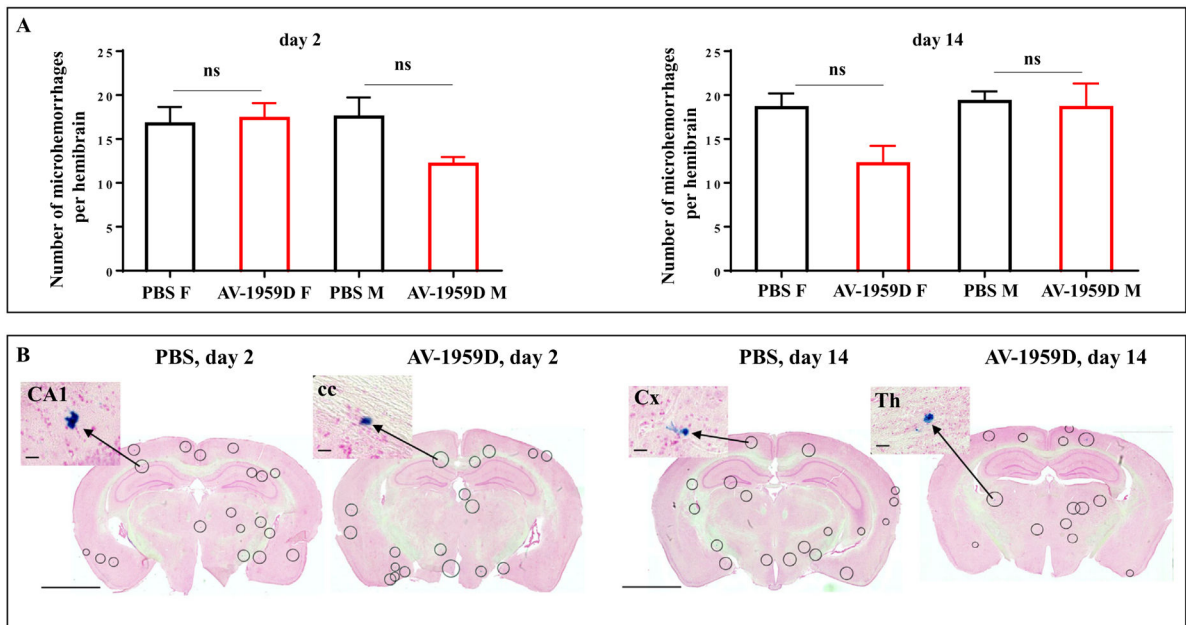 A
day 2
Number of microhemorrhages
per hemibrain
25
20
15
10
5
0
ns
ns
PBS F
AV-1959D F
PBS M
AV-1959D M
day 14
Number of microhemorrhages
per hemibrain
25
20
15
10
5
0
ns
ns
PBS F
AV-1959D F
PBS M
AV-1959D M
B
PBS, day 2
AV-1959D, day 2
PBS, day 14
AV-1959D, day 14
CA1
cc
Cx
Th